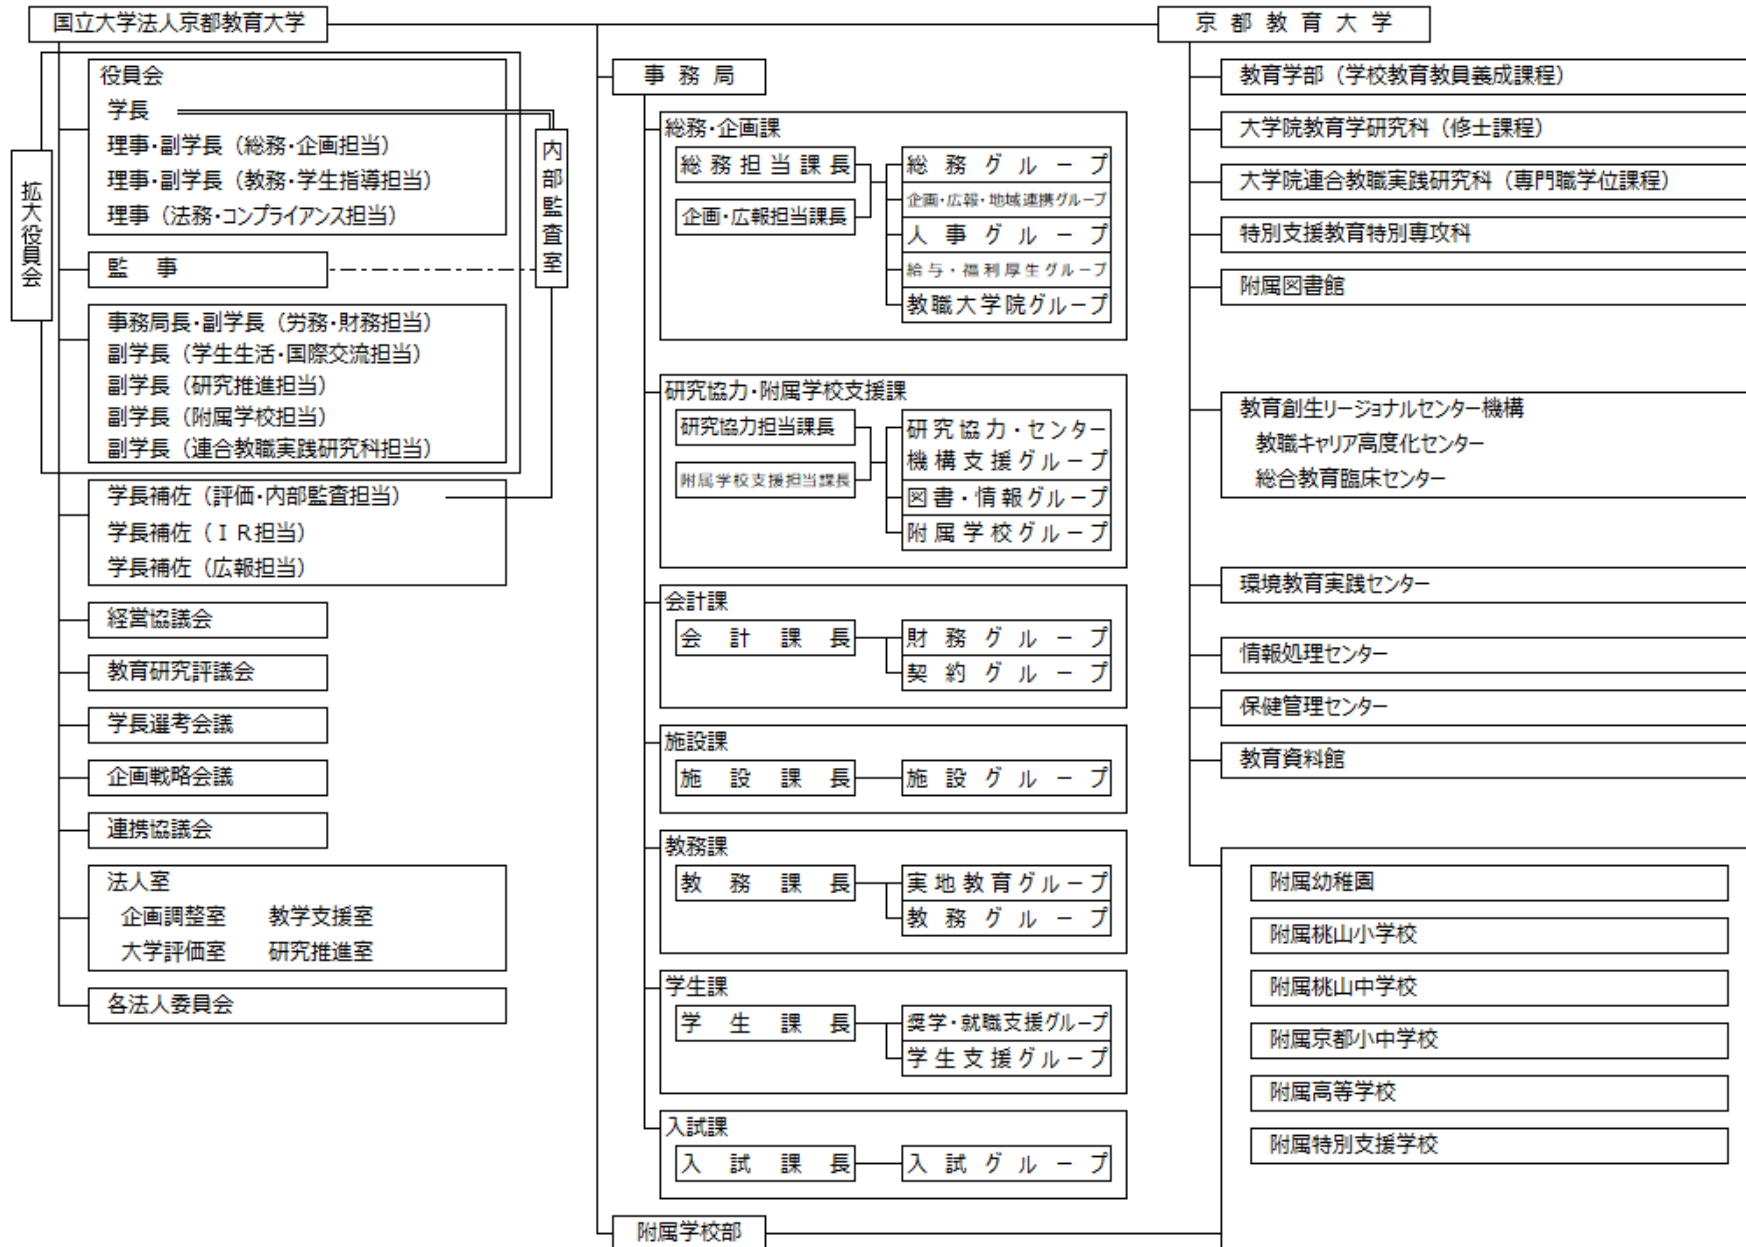 国立大学法人京都教育大学
役員会
学長
理事・副学長（総務・企画担当）
理事・副学長（教務・学生指導担当）
理事（法務・コンプライアンス担当）
内部監査室
拡大役員会
監　事
事務局長・副学長（労務・財務担当）
副学長（学生生活・国際交流担当）
副学長（研究推進担当）
副学長（附属学校担当）
副学長（連合教職実践研究科担当）
学長補佐（評価・内部監査担当）
学長補佐（ＩＲ担当）
学長補佐（広報担当）
経営協議会
教育研究評議会
学長選考会議
企画戦略会議
連携協議会
法人室
企画調整室　教学支援室
大学評価室　研究推進室
各法人委員会
事務局
総務・企画課
総務担当課長
企画・広報担当課長
総務グループ
企画・広報・地域連携グループ
人事グループ
給与・福利厚生グループ
教職大学院グループ
研究協力・附属学校支援課
研究協力担当課長
附属学校支援担当課長
研究協力・センター
機構支援グループ
図書・情報グループ
附属学校グループ
会計課
会計課長
財務グループ
契約グループ
施設課
施設課長
施設グループ
教務課
教務課長
実地教育グループ
教務グループ
学生課
学生課長
奨学・就職支援グループ
学生支援グループ
入試課
入試課長
入試グループ
附属学校部
京都教育大学
教育学部（学校教育教員養成課程）
大学院教育学研究科（修士課程）
大学院連合教職実践研究科（専門職学位課程）
特別支援教育特別専攻科
附属図書館
教育創生リージョナルセンター機構
教職キャリア高度化センター
総合教育臨床センター
環境教育実践センター
情報処理センター
保健管理センター
教育資料館
附属幼稚園
附属桃山小学校
附属桃山中学校
附属京都小中学校
附属高等学校
附属特別支援学校